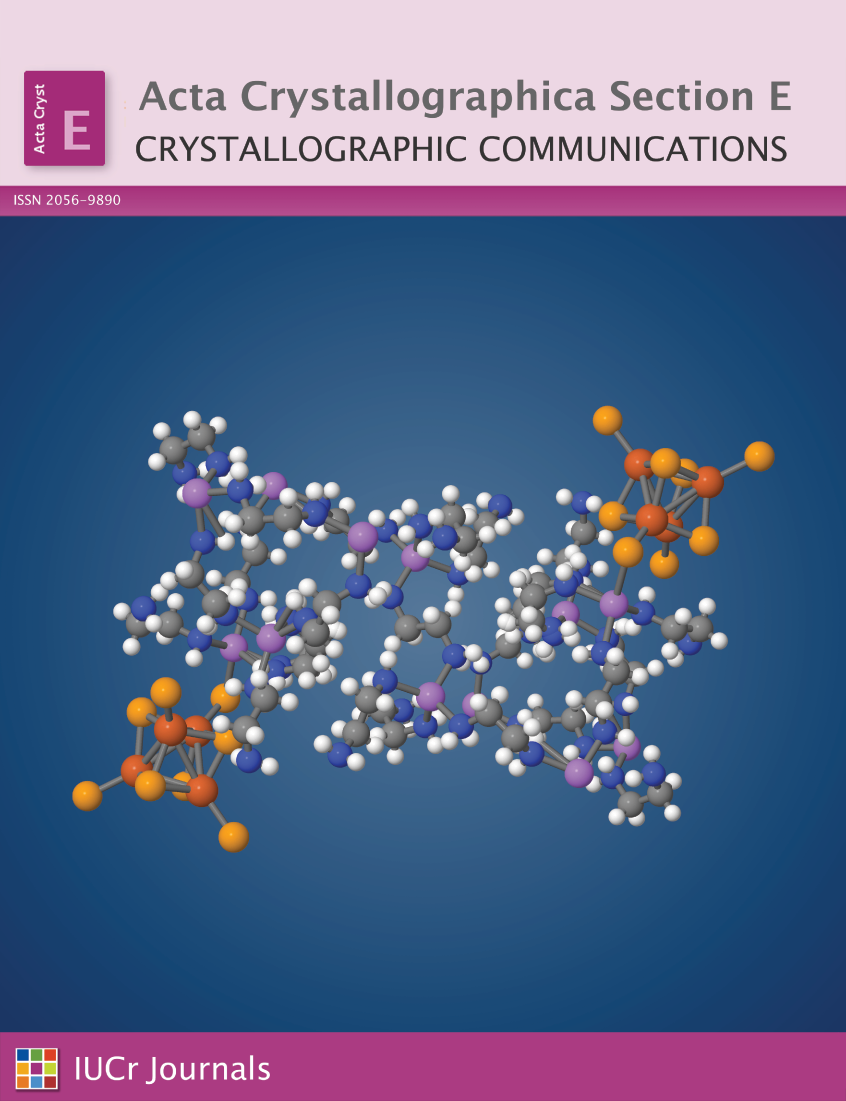 Acta Cryst
E
Acta Crystallographica Section E
CRYSTALLOGRAPHIC COMMUNICATIONS
ISSN 2056-9890
IUCr Journals